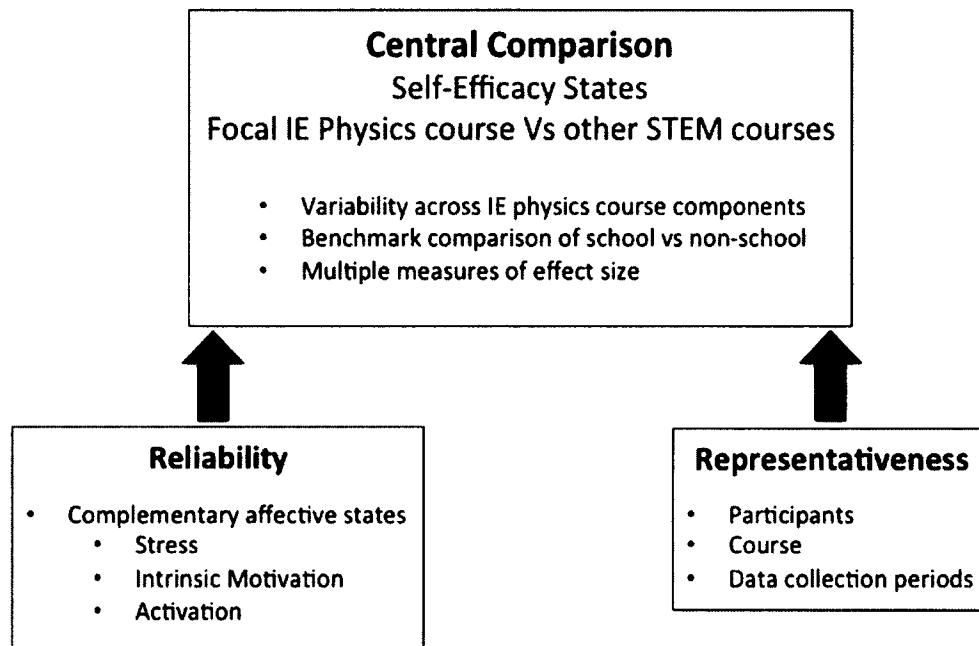 Central Comparison
Self-Efficacy States
Focal IE Physics course Vs other STEM courses
• Variability across IE physics course components
• Benchmark comparison of school vs non-school
• Multiple measures of effect size
Reliability
• Complementary affective states
• Stress
• Intrinsic Motivation
• Activation
Representativeness
• Participants
• Course
• Data collection periods